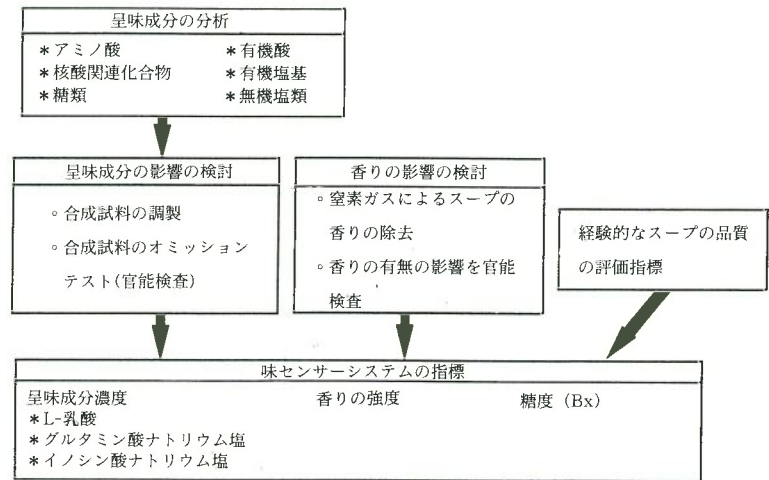 呈味成分の分析
＊アミノ酸 ＊有機酸
＊核酸関連化合物 ＊有機塩基
＊糖類 ＊無機塩類
呈味成分の影響の検討
◦合成試料の調製
◦合成試料のオミッション
テスト(官能検査)
香りの影響の検討
◦窒素ガスによるスープの
香りの除去
◦香りの有無の影響を官能
検査
経験的なスープの品質
の評価指標
味センサーシステムの指標
呈味成分濃度 香りの強度 糖度（Bx）
＊L-乳酸
＊グルタミン酸ナトリウム塩
＊イノシン酸ナトリウム塩